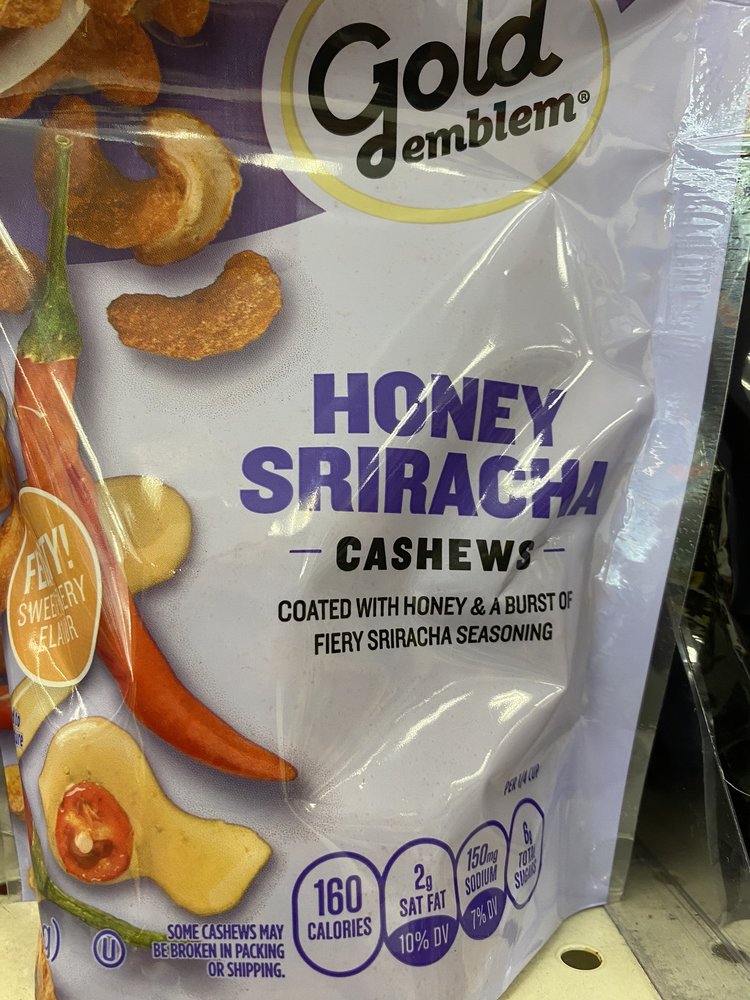 Gold
emblem®
HONEY
SRIRACHA
CASHEWS
COATED WITH HONEY & A BURST OF
FIERY SRIRACHA SEASONING
PER 1/4 CUP
160
CALORIES
2g
SAT FAT
10% DV
150mg
SODIUM
7% DV
6g
TOTAL
SUGARS
SOME CASHEWS MAY
BE BROKEN IN PACKING
OR SHIPPING.
U
g)